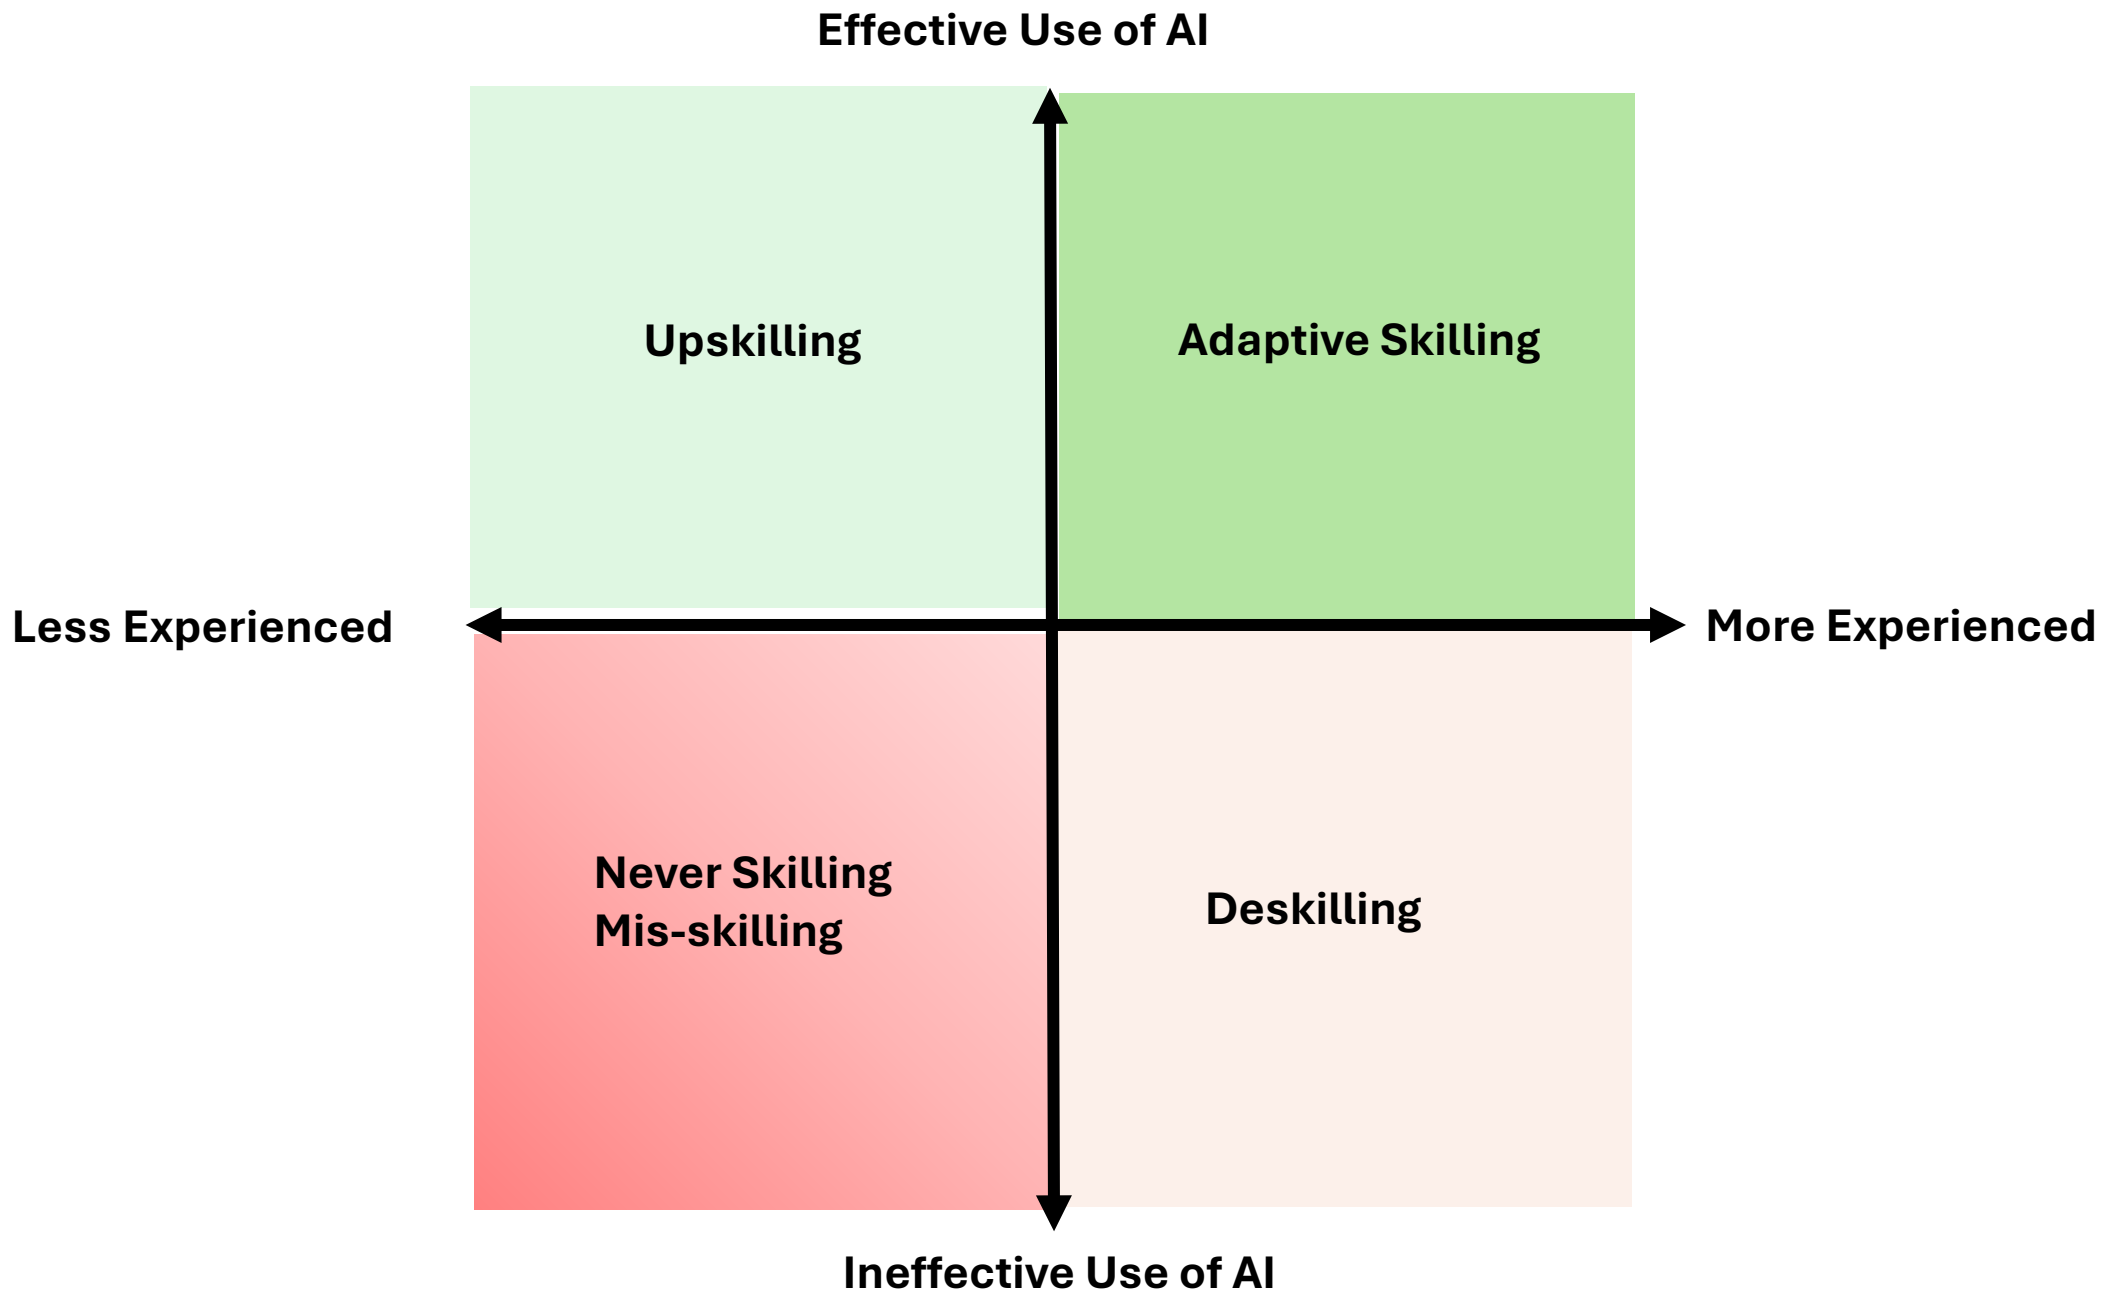 Effective Use of AI
Upskilling
Adaptive Skilling
Less Experienced
More Experienced
Never Skilling
Mis-skilling
Deskilling
Ineffective Use of AI